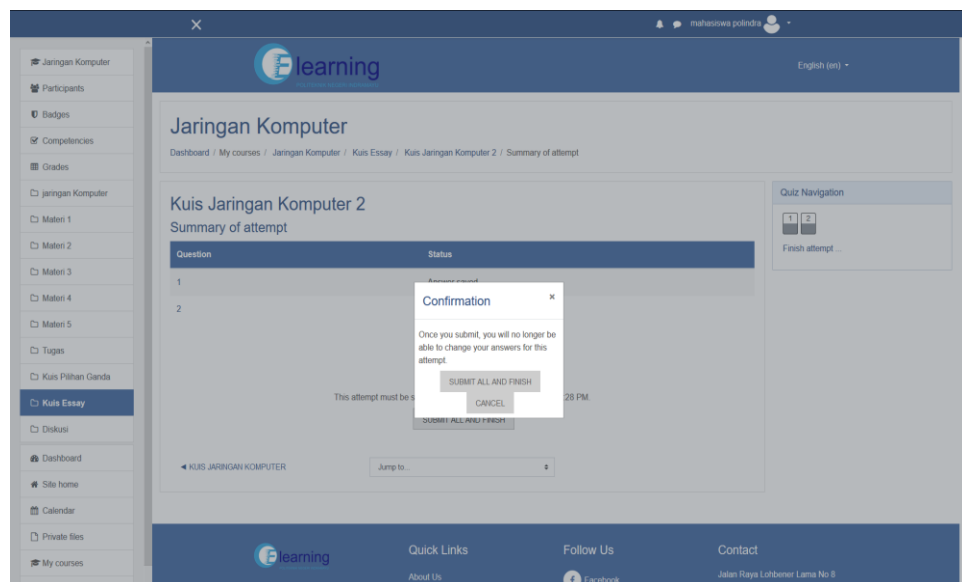 mahasiswa polindra
Jaringan Komputer
Participants
Badges
Competencies
Grades
jaringan Komputer
Materi 1
Materi 2
Materi 3
Materi 4
Materi 5
Tugas
Kuis Pilihan Ganda
Kuis Essay
Diskusi
Dashboard
Site home
Calendar
Private files
My courses
Elearning
English (en)
Jaringan Komputer
Dashboard / My courses / Jaringan Komputer / Kuis Essay / Kuis Jaringan Komputer 2 / Summary of attempt
Kuis Jaringan Komputer 2
Summary of attempt
Question Status
1 Answer saved
2
This attempt must be s
:28 PM.
SUBMIT ALL AND FINISH
Confirmation ×
Once you submit, you will no longer be
able to change your answers for this
attempt.
SUBMIT ALL AND FINISH
CANCEL
◄ KUIS JARINGAN KOMPUTER
Jump to...
Quiz Navigation
1 2
Finish attempt ...
Elearning
Quick Links
About Us
Follow Us
Facebook
Contact
Jalan Raya Lohbener Lama No 8